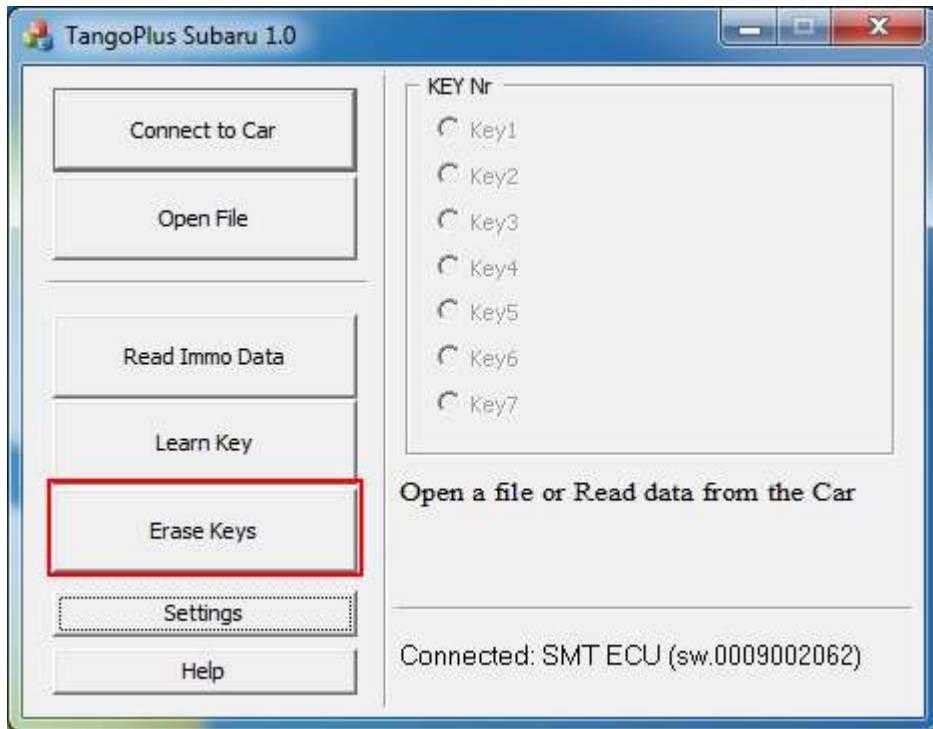 TangoPlus Subaru 1.0
Connect to Car
Open File
Read Immo Data
Learn Key
Erase Keys
Settings
Help
KEY Nr
Key1
Key2
Key3
Key4
Key5
Key6
Key7
Open a file or Read data from the Car
Connected: SMT ECU (sw.0009002062)